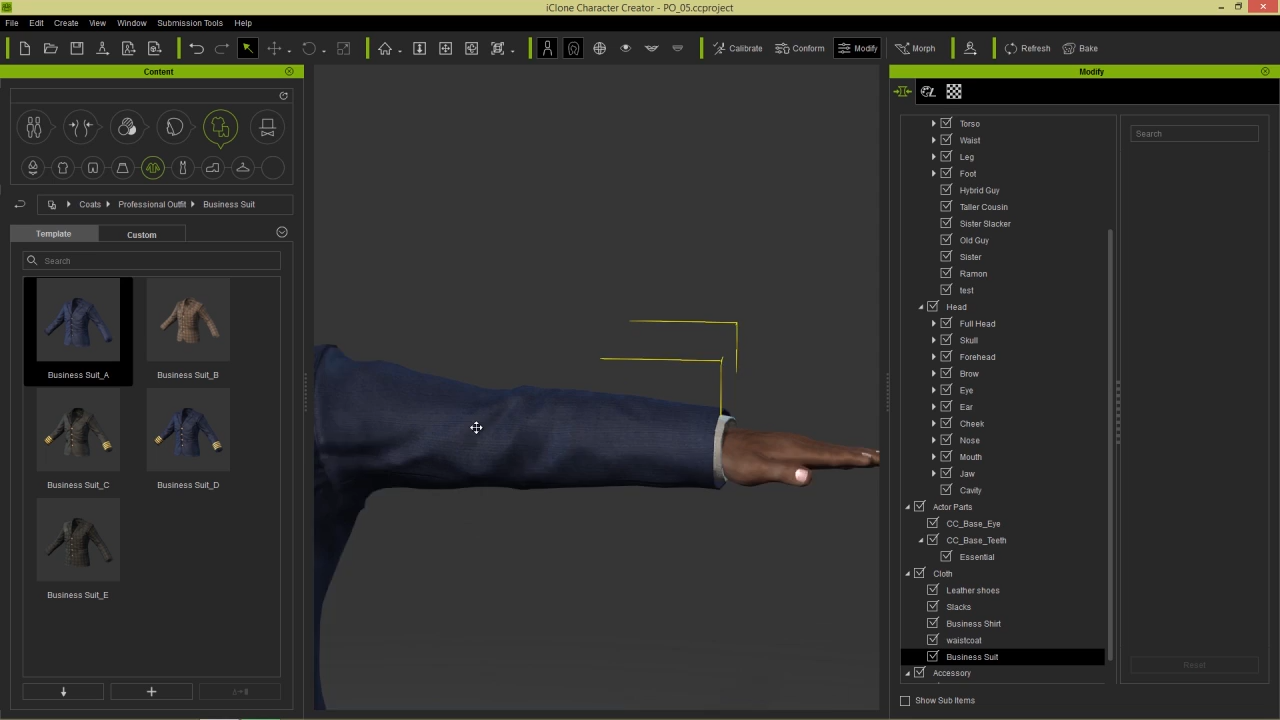 iClone Character Creator - PO_05.ccproject
File Edit Create View Window Submission Tools Help
Calibrate Conform Modify Morph Refresh Bake
Content
Coats Professional Outfit Business Suit
Template Custom
Search
Business Suit_A Business Suit_B
Business Suit_C Business Suit_D
Business Suit_E
Modify
Torso
Waist
Leg
Foot
Hybrid Guy
Taller Cousin
Sister Slacker
Old Guy
Sister
Ramon
test
Head
Full Head
Skull
Forehead
Brow
Eye
Ear
Cheek
Nose
Mouth
Jaw
Cavity
Actor Parts
CC_Base_Eye
CC_Base_Teeth
Essential
Cloth
Leather shoes
Slacks
Business Shirt
waistcoat
Business Suit
Accessory
Show Sub Items
Search
Reset